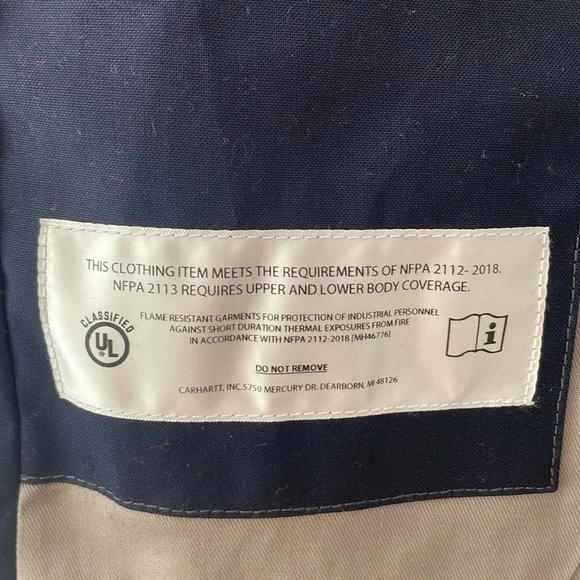 THIS CLOTHING ITEM MEETS THE REQUIREMENTS OF NFPA 2112- 2018.
NFPA 2113 REQUIRES UPPER AND LOWER BODY COVERAGE.
CLASSIFIED
UL
FLAME RESISTANT GARMENTS FOR PROTECTION OF INDUSTRIAL PERSONNEL
AGAINST SHORT DURATION THERMAL EXPOSURES FROM FIRE
IN ACCORDANCE WITH NFPA 2112-2018 [MH46776]
i
DO NOT REMOVE
CARHARTT, INC.5750 MERCURY DR. DEARBORN, MI 48126